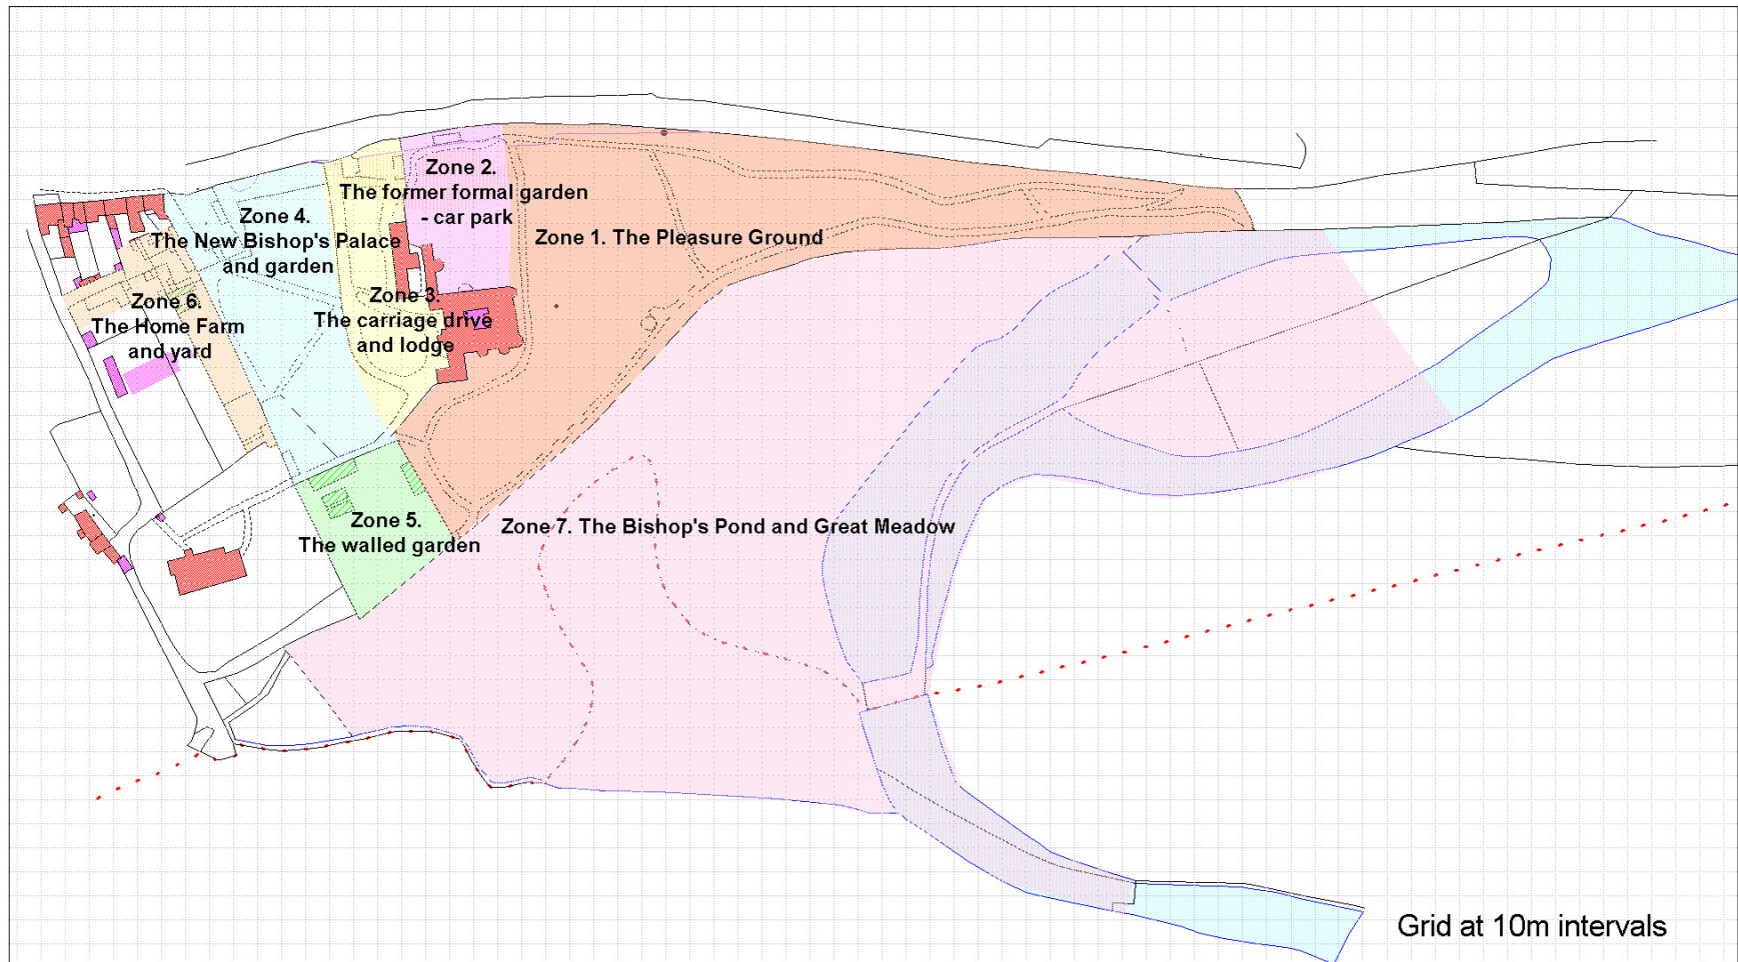 Zone 2.
The former formal garden
- car park
Zone 4.
The New Bishop's Palace
and garden
Zone 1. The Pleasure Ground
Zone 3.
The carriage drive
and lodge
Zone 6.
The Home Farm
and yard
Zone 5.
The walled garden
Zone 7. The Bishop's Pond and Great Meadow
Grid at 10m intervals